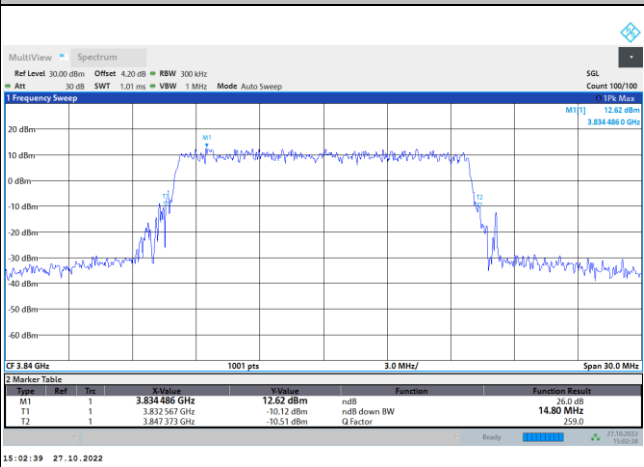 MultiView Spectrum
Ref Level 30.00 dBm Offset 4.20 dB RBW 300 kHz SGL
Att 30 dB SWT 1.01 ms VBW 1 MHz Mode Auto Sweep Count 100/100
1 Frequency Sweep 1Pk Max
M1[1] 12.62 dBm
3.834 486 0 GHz
M1
20 dBm
10 dBm
0 dBm
T1
T2
-10 dBm
-20 dBm
-30 dBm
-40 dBm
-50 dBm
-60 dBm
CF 3.84 GHz 1001 pts 3.0 MHz/ Span 30.0 MHz
2 Marker Table
Type Ref Trc X-Value Y-Value Function Function Result
M1 1 3.834 486 GHz 12.62 dBm ndB 26.0 dB
T1 1 3.832 567 GHz -10.12 dBm ndB down BW 14.80 MHz
T2 1 3.847 373 GHz -10.51 dBm Q Factor 259.0
Ready 27.10.2022
15:02:38
15:02:39 27.10.2022